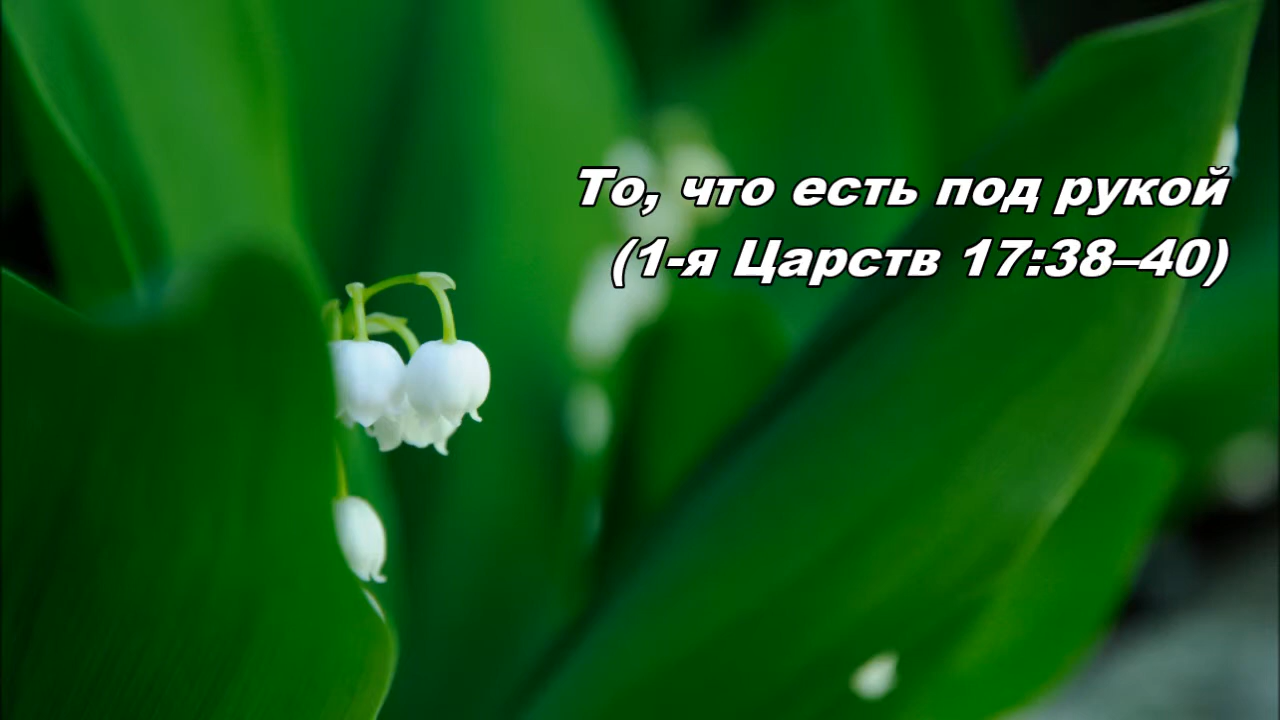 То, что есть под рукой
(1-я Царств 17:38–40)